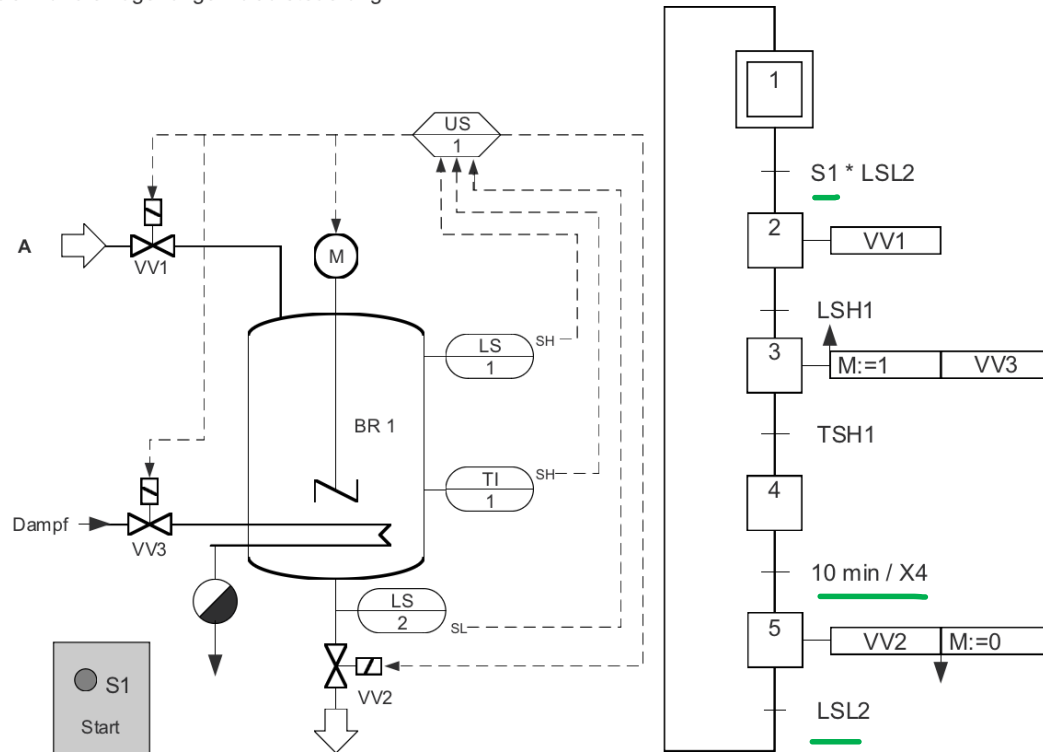 US
1
A
VV1
M
LS
1
SH
BR 1
TI
1
SH
Dampf
VV3
LS
2
SL
VV2
S1
Start
1
S1 * LSL2
2
VV1
LSH1
3
M:=1
VV3
TSH1
4
10 min / X4
5
VV2
M:=0
LSL2